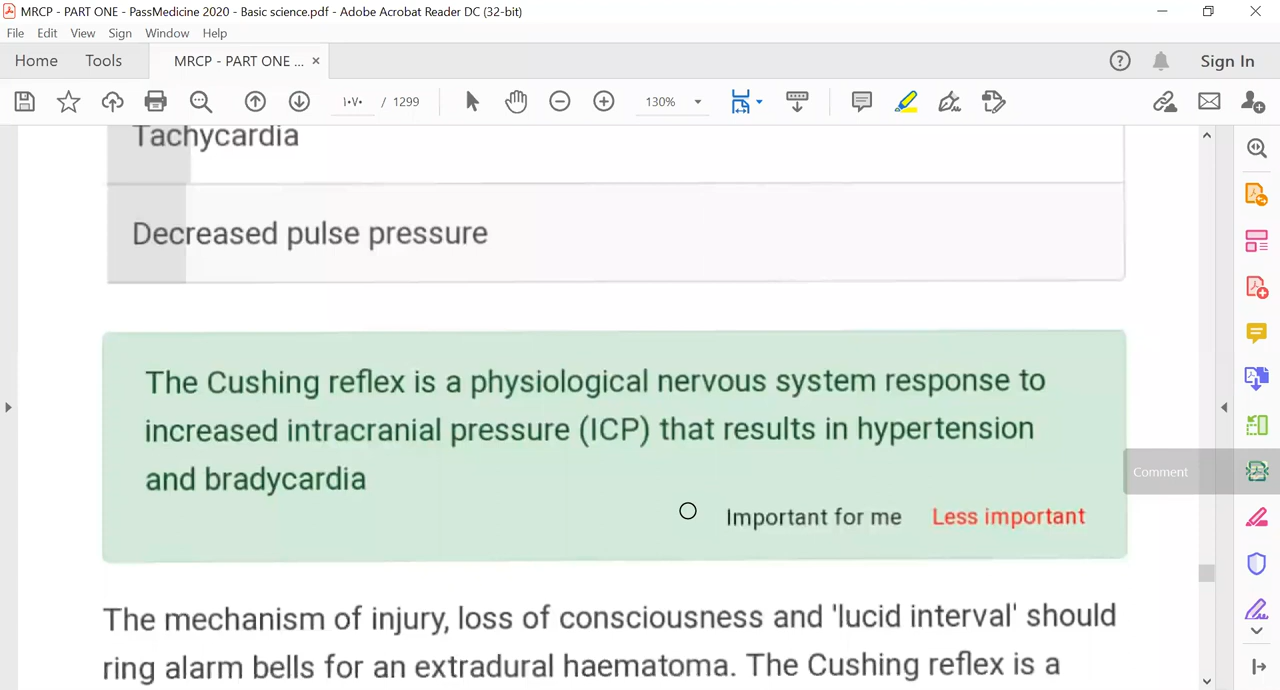 MRCP - PART ONE - PassMedicine 2020 - Basic science.pdf - Adobe Acrobat Reader DC (32-bit)
File Edit View Sign Window Help
Home Tools MRCP - PART ONE ... × Sign In
/ 1299 130%
Tachycardia
Decreased pulse pressure
The Cushing reflex is a physiological nervous system response to
increased intracranial pressure (ICP) that results in hypertension
and bradycardia
Comment
Important for me Less important
The mechanism of injury, loss of consciousness and 'lucid interval' should
ring alarm bells for an extradural haematoma. The Cushing reflex is a